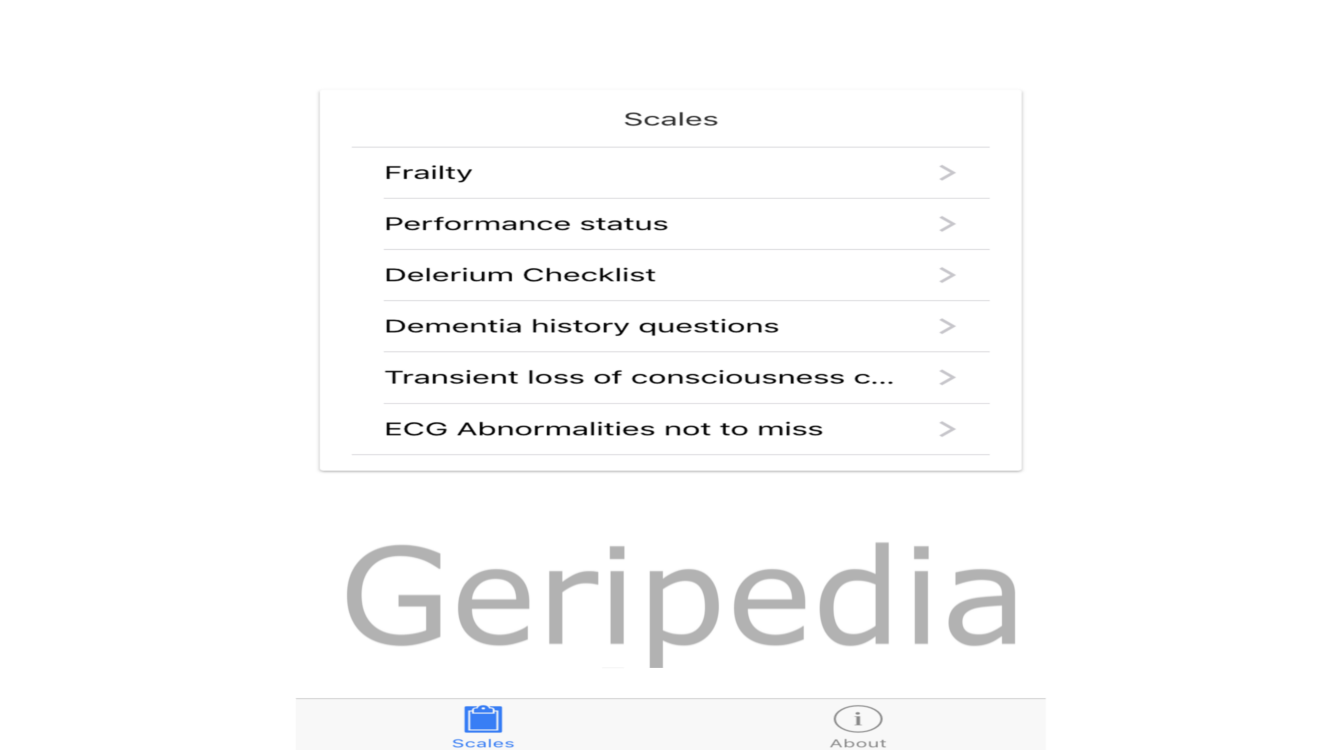 Scales
Frailty
Performance status
Delerium Checklist
Dementia history questions
Transient loss of consciousness c...
ECG Abnormalities not to miss
Geripedia
Scales
About